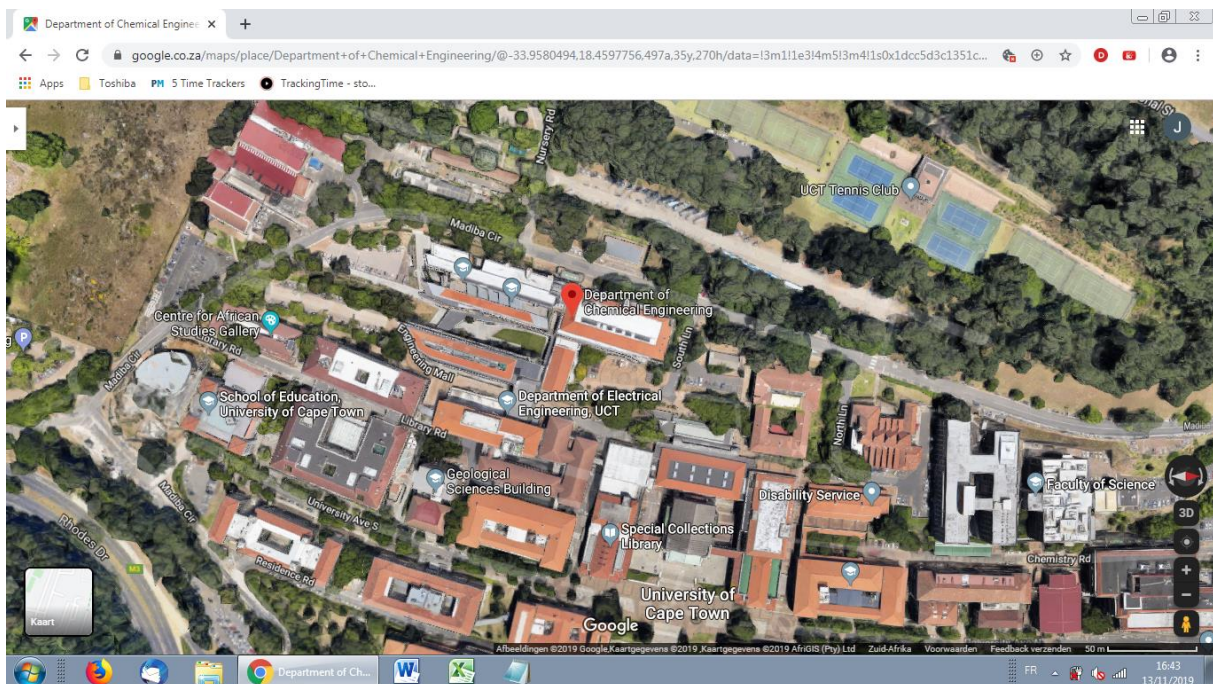 Department of Chemical Enginee
google.co.za/maps/place/Department+of+Chemical+Engineering/@-33.9580494,18.4597756,497a,35y,270h/data=!3m1!1e3!4m5!3m4!1s0x1dcc5d3c1351c...
Apps
Toshiba
PM 5 Time Trackers
TrackingTime - sto...
J
Nursery Rd
UCT Tennis Club
Madiba Cir
Department of
Chemical Engineering
Centre for African
Studies Gallery
Library Rd
P
Engineering Mall
South Ln
Madiba Cir
School of Education,
University of Cape Town
Department of Electrical
Engineering, UCT
Library Rd
North Ln
Geological
Sciences Building
Disability Service
Faculty of Science
3D
Madiba Cir
University Ave S
Special Collections
Library
Rhodes Dr
M3
Residence Rd
Chemistry Rd
University of
Cape Town
Kaart
Google
Afbeeldingen ©2019 Google,Kaartgegevens ©2019 ,Kaartgegevens ©2019 AfriGIS (Pty) Ltd Zuid-Afrika Voorwaarden Feedback verzenden 50 m
Department of Ch...
FR
16:43
13/11/2019